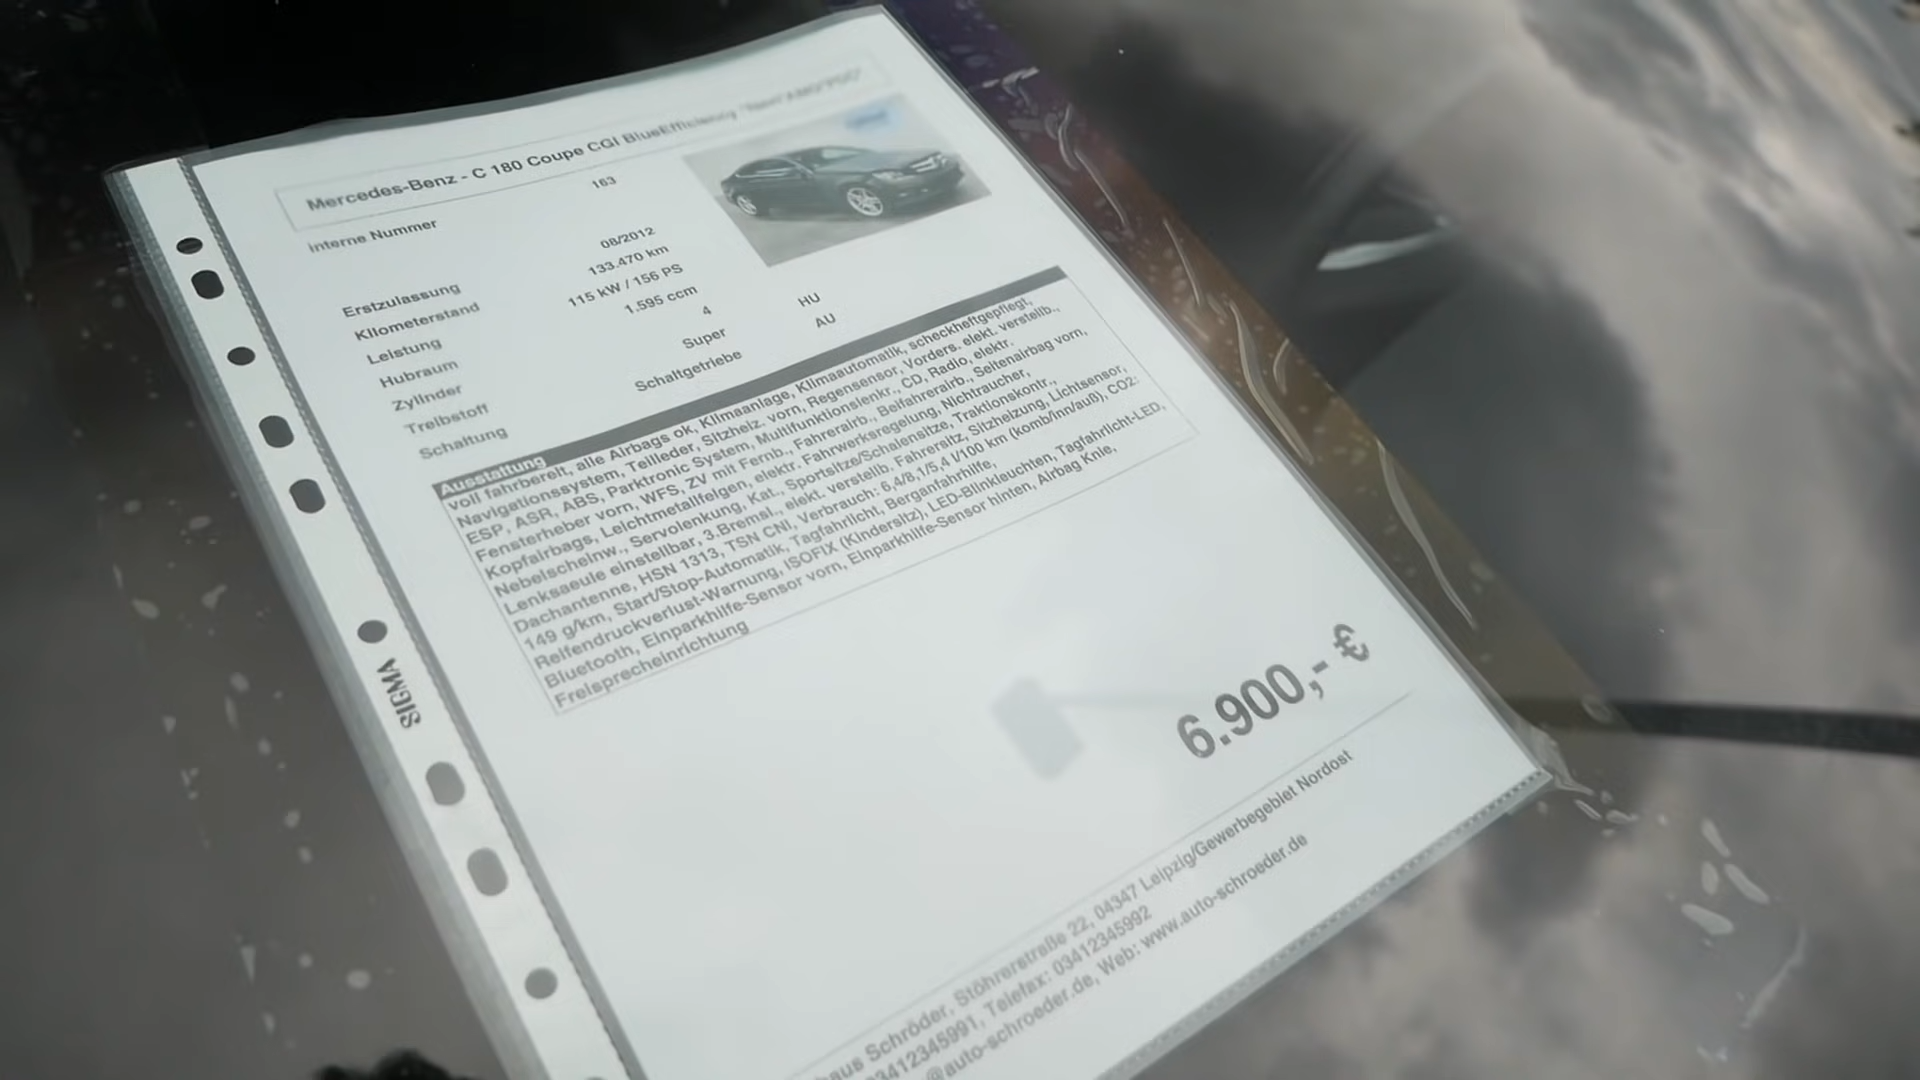 Mercedes-Benz - C 180 Coupe CGI BlueEfficiency
Interne Nummer 163
Erstzulassung 08/2012
Kilometerstand 133.470 km
Leistung 115 kW / 156 PS
Hubraum 1.595 ccm
Zylinder 4
Treibstoff Super HU
Schaltung Schaltgetriebe AU
Ausstattung
voll fahrbereit, alle Airbags ok, Klimaanlage, Klimaautomatik, scheckheftgepflegt,
Navigationssystem, Teilleder, Sitzheiz. vorn, Regensensor, Vorders. elekt. verstellb.,
ESP, ASR, ABS, Parktronic System, Multifunktionslenkr., CD, Radio, elektr.
Fensterheber vorn, WFS, ZV mit Fernb., Fahrerairb., Beifahrerairb., Seitenairbag vorn,
Kopfairbags, Leichtmetallfelgen, elektr. Fahrwerksregelung, Nichtraucher,
Nebelscheinw., Servolenkung, Kat., Sportsitze/Schalensitze, Traktionskontr.,
Lenksaeule einstellbar, 3.Bremsl., elekt. verstellb. Fahrersitz, Sitzheizung, Lichtsensor,
Dachantenne, HSN 1313, TSN CNI, Verbrauch: 6,4/8,1/5,4 l/100 km (komb/inn/auß), CO2:
149 g/km, Start/Stop-Automatik, Tagfahrlicht, Berganfahrhilfe,
Reifendruckverlust-Warnung, ISOFIX (Kindersitz), LED-Blinkleuchten, Tagfahrlicht-LED,
Bluetooth, Einparkhilfe-Sensor vorn, Einparkhilfe-Sensor hinten, Airbag Knie,
Freisprecheinrichtung
6.900,- €
haus Schröder, Stöhrerstraße 22, 04347 Leipzig/Gewerbegebiet Nordost
03412345991, Telefax: 03412345992
@auto-schroeder.de, Web: www.auto-schroeder.de
SIGMA